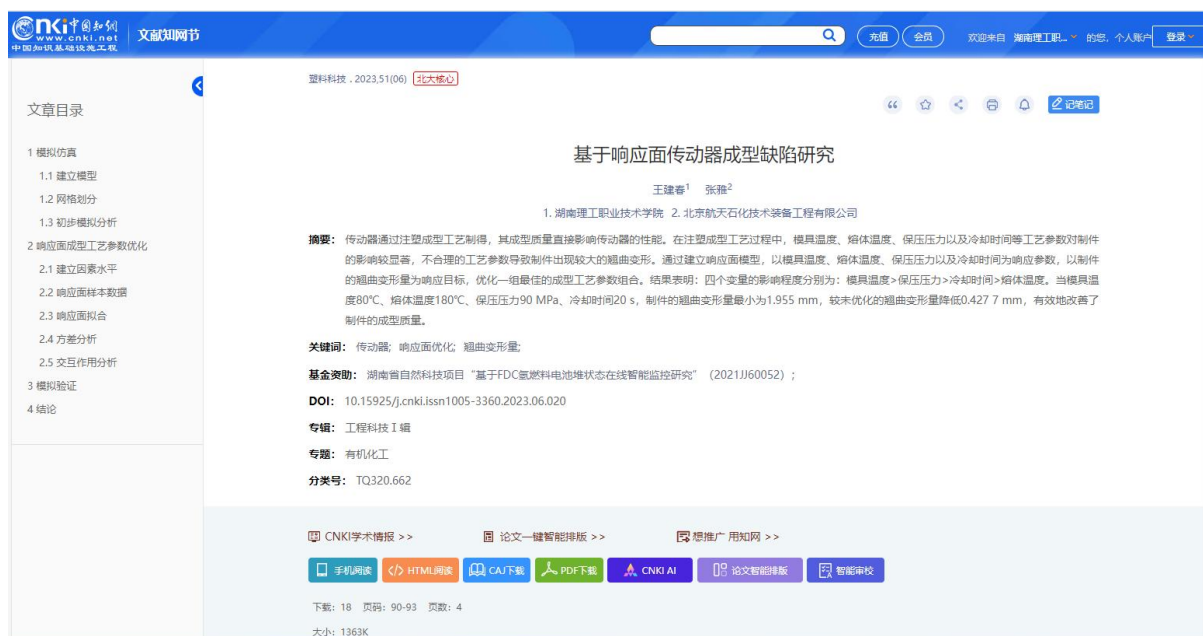 Cnki中国知网
www.cnki.net
中国知识基础设施工程
文献知网节
充值
会员
欢迎来自 湖南理工职... 的您,
个人账户
登录
文章目录
1 模拟仿真
1.1 建立模型
1.2 网格划分
1.3 初步模拟分析
2 响应面成型工艺参数优化
2.1 建立因素水平
2.2 响应面样本数据
2.3 响应面拟合
2.4 方差分析
2.5 交互作用分析
3 模拟验证
4 结论
塑料科技 . 2023,51(06) 北大核心
记笔记
基于响应面传动器成型缺陷研究
王建春1 张雅2
1. 湖南理工职业技术学院 2. 北京航天石化技术装备工程有限公司
摘要: 传动器通过注塑成型工艺制得，其成型质量直接影响传动器的性能。在注塑成型工艺过程中，模具温度、熔体温度、保压压力以及冷却时间等工艺参数对制件
的影响较显著，不合理的工艺参数导致制件出现较大的翘曲变形。通过建立响应面模型，以模具温度、熔体温度、保压压力以及冷却时间为响应参数，以制件
的翘曲变形量为响应目标，优化一组最佳的成型工艺参数组合。结果表明：四个变量的影响程度分别为：模具温度>保压压力>冷却时间>熔体温度。当模具温
度80℃、熔体温度180℃、保压压力90 MPa、冷却时间20 s，制件的翘曲变形量最小为1.955 mm，较未优化的翘曲变形量降低0.427 7 mm，有效地改善了
制件的成型质量。
关键词: 传动器; 响应面优化; 翘曲变形量;
基金资助: 湖南省自然科技项目“基于FDC氢燃料电池堆状态在线智能监控研究”（2021JJ60052）;
DOI: 10.15925/j.cnki.issn1005-3360.2023.06.020
专辑: 工程科技Ⅰ辑
专题: 有机化工
分类号: TQ320.662
CNKI学术情报 >> 论文一键智能排版 >> 想推广 用知网 >>
手机阅读 HTML阅读 CAJ下载 PDF下载 CNKI AI 论文智能排版 智能审校
下载: 18 页码: 90-93 页数: 4
大小: 1363K